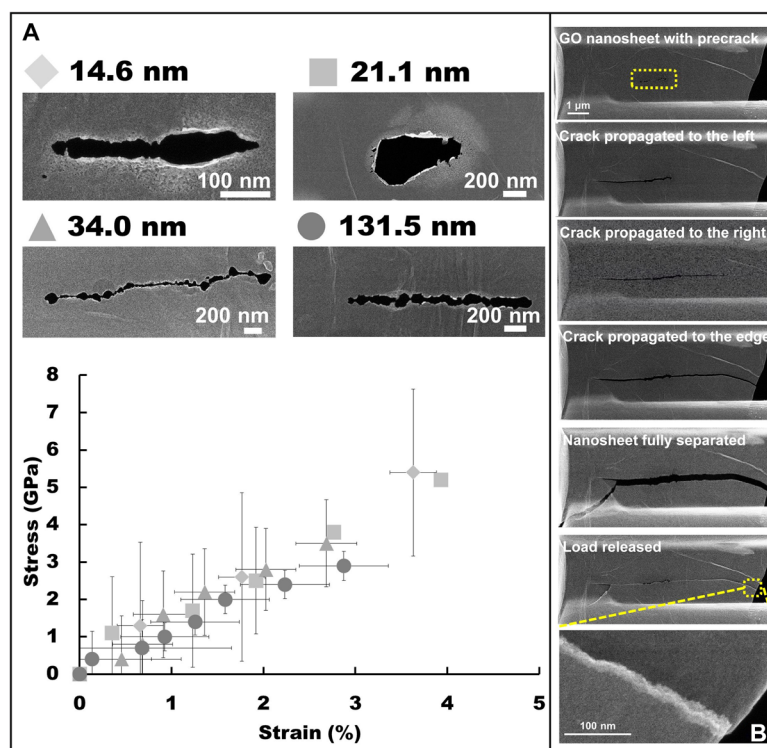 A
14.6 nm
21.1 nm
100 nm
200 nm
34.0 nm
131.5 nm
200 nm
200 nm
8
7
6
5
4
3
2
1
0
Stress (GPa)
0 1 2 3 4 5
Strain (%)
GO nanosheet with precrack
1 µm
Crack propagated to the left
Crack propagated to the right
Crack propagated to the edge
Nanosheet fully separated
Load released
100 nm
B